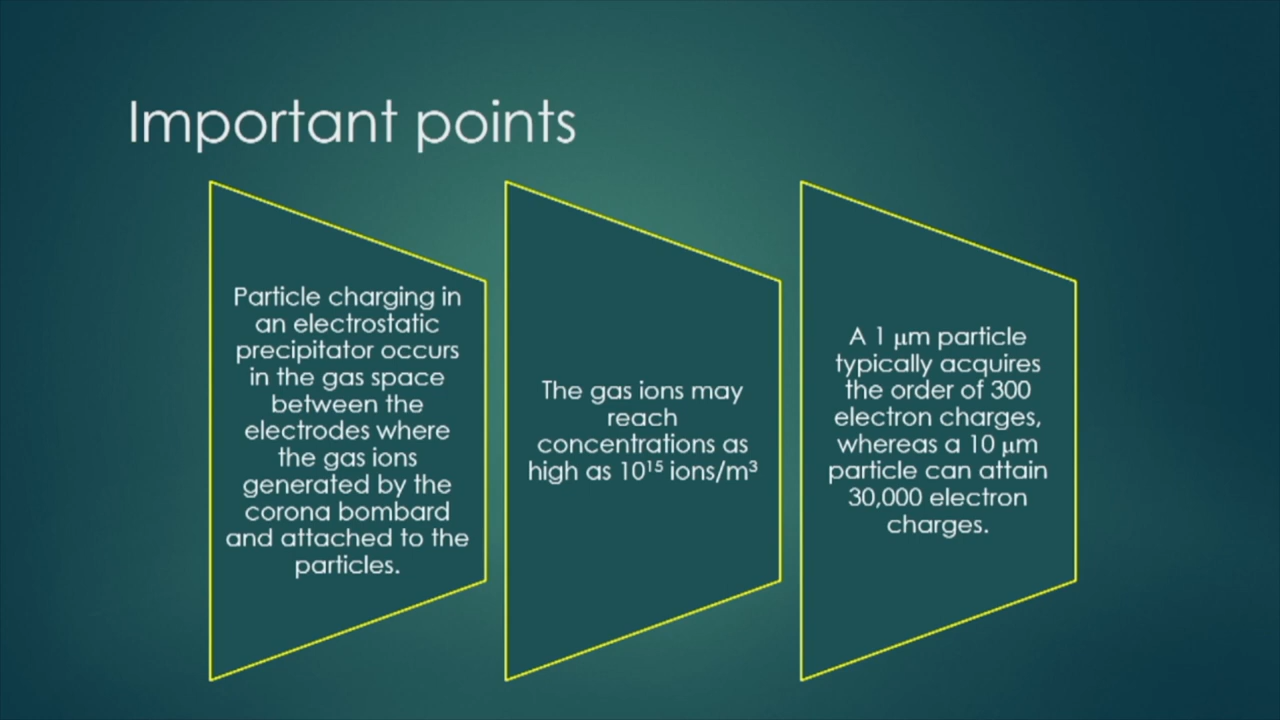 Important points
Particle charging in
an electrostatic
precipitator occurs
in the gas space
between the
electrodes where
the gas ions
generated by the
corona bombard
and attached to the
particles.
The gas ions may
reach
concentrations as
high as 10¹⁵ ions/m³
A 1 μm particle
typically acquires
the order of 300
electron charges,
whereas a 10 μm
particle can attain
30,000 electron
charges.